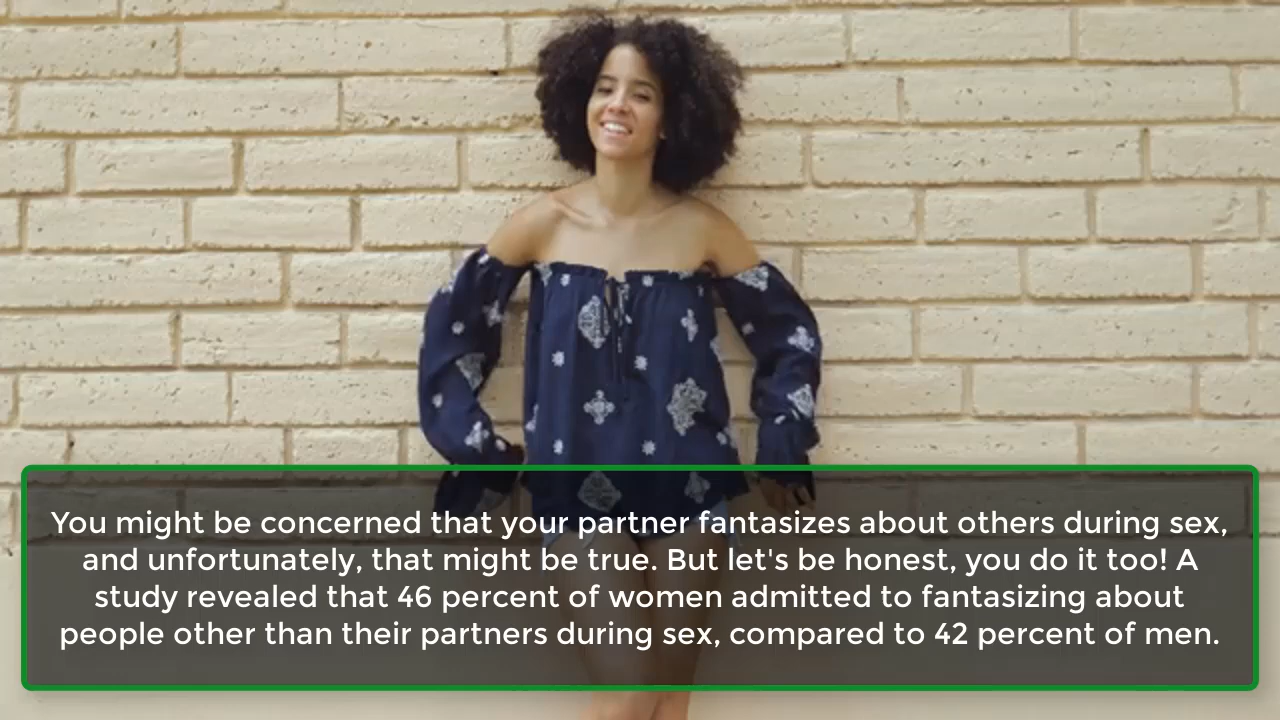 You might be concerned that your partner fantasizes about others during sex,
and unfortunately, that might be true. But let's be honest, you do it too! A
study revealed that 46 percent of women admitted to fantasizing about
people other than their partners during sex, compared to 42 percent of men.